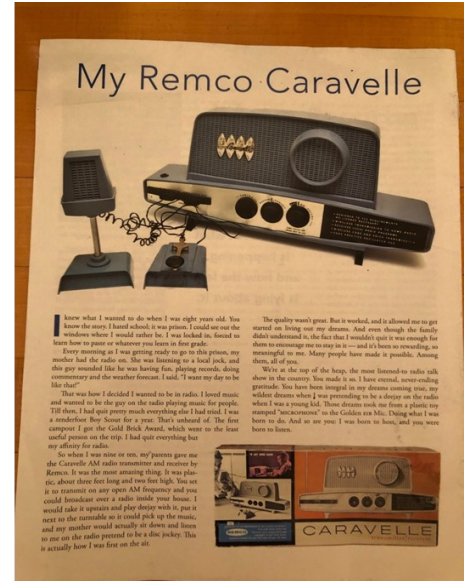 My Remco Caravelle
I knew what I wanted to do when I was eight years old. You
know the story. I hated school; it was prison. I could see out the
windows where I would rather be. I was locked in, forced to
learn how to paste or whatever you learn in first grade.
Every morning as I was getting ready to go to this prison, my
mother had the radio on. She was listening to a local jock, and
this guy sounded like he was having fun, playing records, doing
commentary and the weather forecast. I said, "I want my day to be
like that!"
That was how I decided I wanted to be in radio. I loved music
and wanted to be the guy on the radio playing music for people.
Till then, I had quit pretty much everything else I had tried. I was
a tenderfoot Boy Scout for a year. That's unheard of. The first
campout I got the Gold Brick Award, which went to the least
useful person on the trip. I had quit everything but
my affinity for radio.
So when I was nine or ten, my parents gave me
the Caravelle AM radio transmitter and receiver by
Remco. It was the most amazing thing. It was plas-
tic, about three feet long and two feet high. You set
it to transmit on any open AM frequency and you
could broadcast over a radio inside your house. I
would take it upstairs and play deejay with it, put it
next to the turntable so it could pick up the music,
and my mother would actually sit down and listen
to me on the radio pretend to be a disc jockey. This
is actually how I was first on the air.
The quality wasn't great. But it worked, and it allowed me to get
started on living out my dreams. And even though the family
didn't understand it, the fact that I wouldn't quit it was enough for
them to encourage me to stay in it — and it's been so rewarding, so
meaningful to me. Many people have made it possible. Among
them, all of you.
We're at the top of the heap, the most listened-to radio talk
show in the country. You made it so. I have eternal, never-ending
gratitude. You have been integral in my dreams coming true, my
wildest dreams when I was pretending to be a deejay on the radio
when I was a young kid. Those dreams took me from a plastic toy
stamped "MICROPHONE" to the Golden EIB Mic. Doing what I was
born to do. And so are you: I was born to host, and you were
born to listen.
REMCO
CARAVELLE